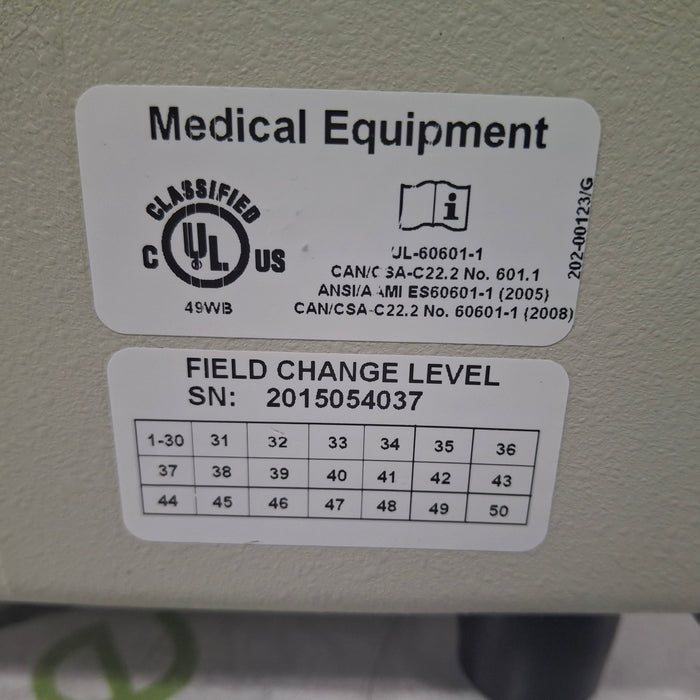 Medical Equipment
CLASSIFIED
C UL US
49WB
i
UL-60601-1
CAN/CSA-C22.2 No. 601.1
ANSI/AAMI ES60601-1 (2005)
CAN/CSA-C22.2 No. 60601-1 (2008)
202-00123/G
FIELD CHANGE LEVEL
SN: 2015054037
1-30 31 32 33 34 35 36
37 38 39 40 41 42 43
44 45 46 47 48 49 50
e